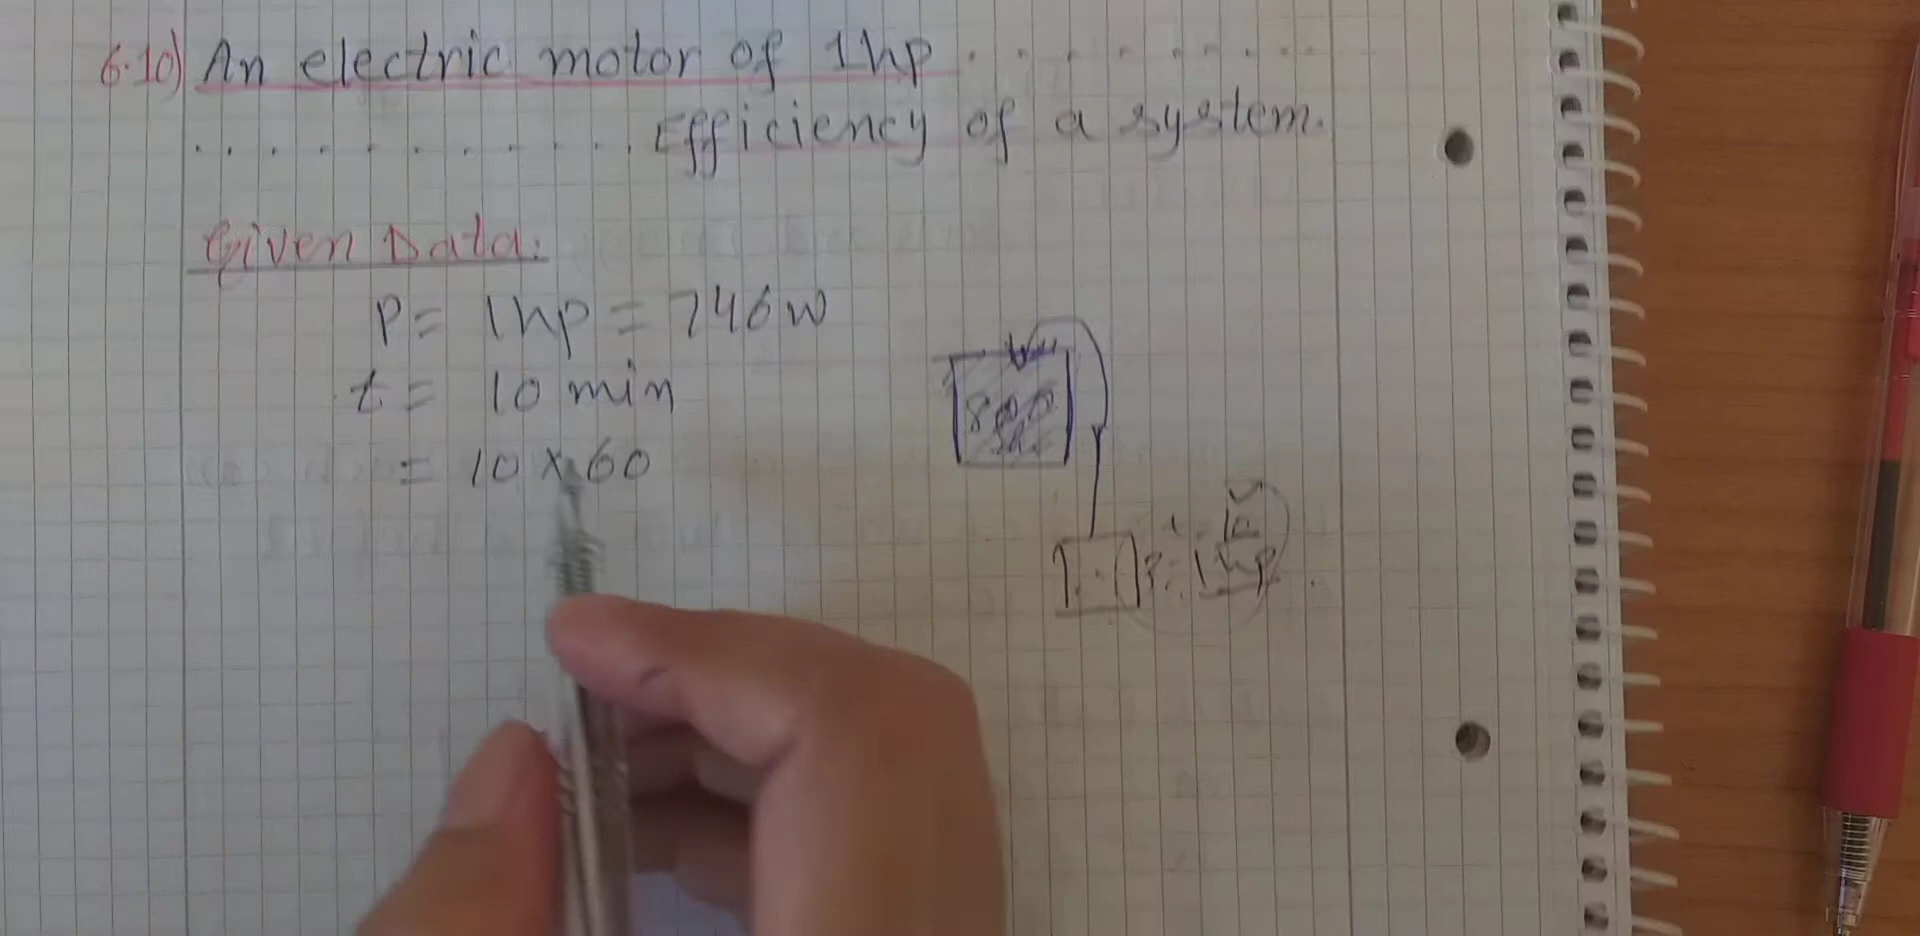 6.10) An electric motor of 1hp ..........
............ Efficiency of a system.
Given Data:
P = 1hp = 746w
t = 10 min
= 10 x 60
800
P = 1hp